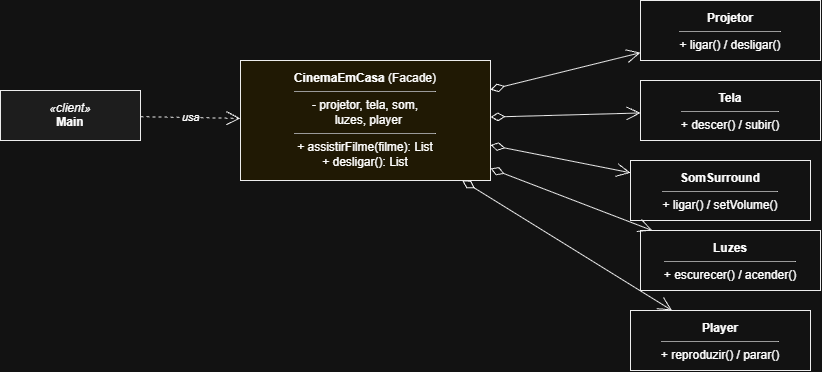 «client»
Main
usa
CinemaEmCasa (Facade)
- projetor, tela, som,
luzes, player
+ assistirFilme(filme): List
+ desligar(): List
Projetor
+ ligar() / desligar()
Tela
+ descer() / subir()
SomSurround
+ ligar() / setVolume()
Luzes
+ escurecer() / acender()
Player
+ reproduzir() / parar()